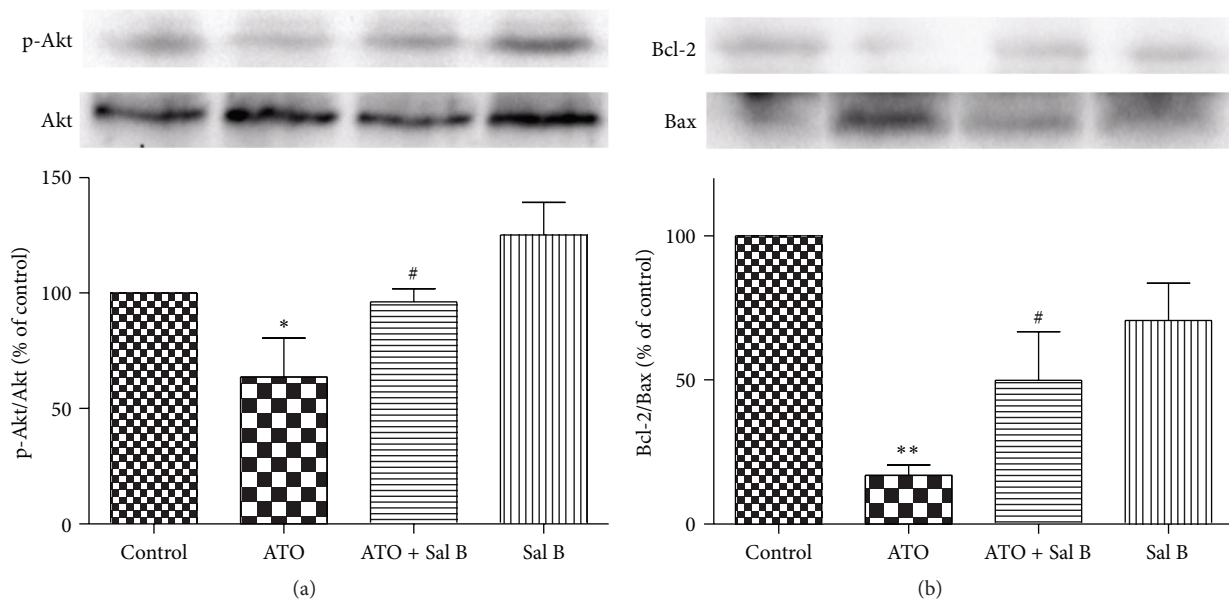 p-Akt
Akt
150
100
50
0
p-Akt/Akt (% of control)
*
#
Control
ATO
ATO + Sal B
Sal B
(a)
Bcl-2
Bax
100
50
0
Bcl-2/Bax (% of control)
**
#
Control
ATO
ATO + Sal B
Sal B
(b)